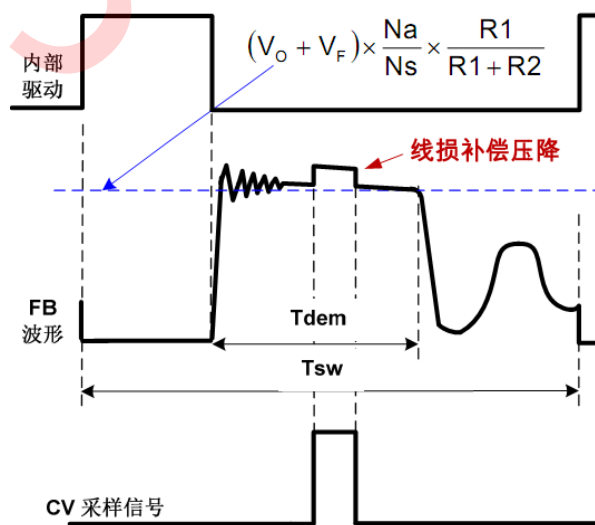 (V_O + V_F) × Na/Ns × R1/(R1 + R2)
内部
驱动
线损补偿压降
FB
波形
Tdem
Tsw
CV 采样信号